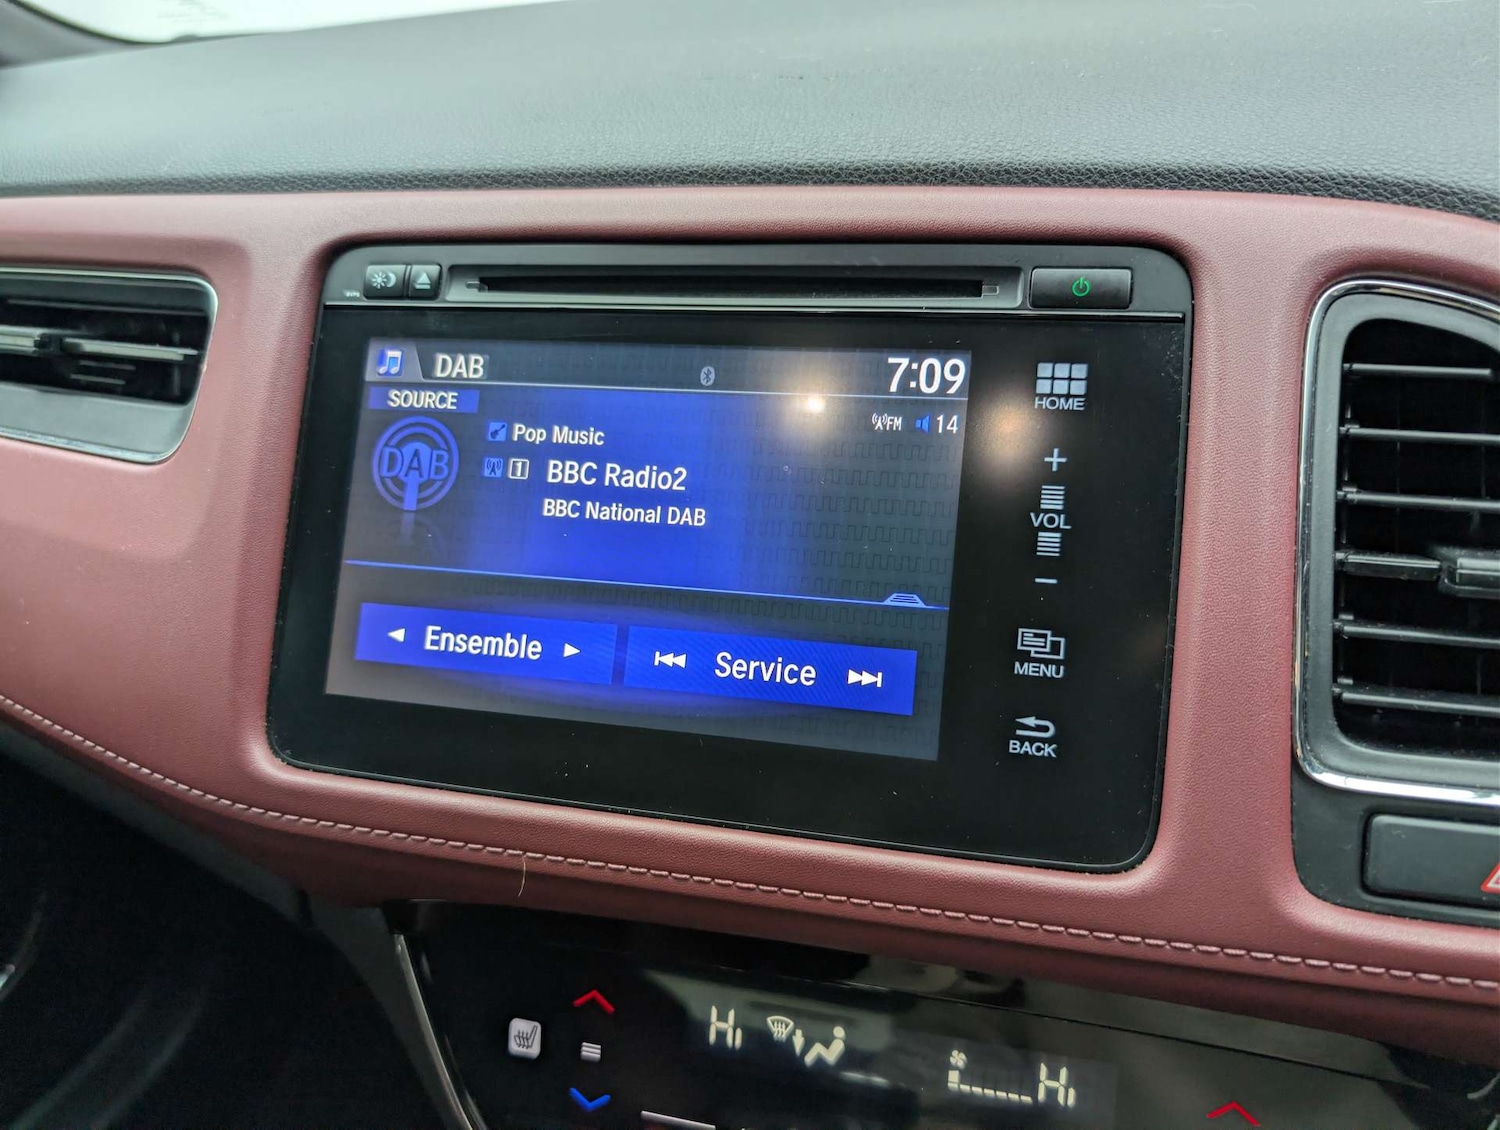 DAB
7:09
SOURCE
FM 14
DAB
Pop Music
1 BBC Radio2
BBC National DAB
Ensemble
Service
HOME
+
VOL
−
MENU
BACK
Hi
Hi